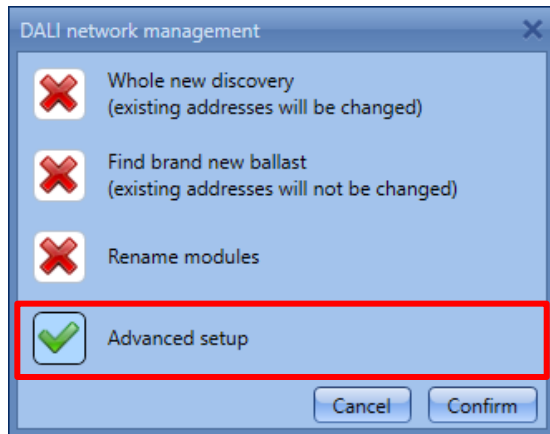 DALI network management
Whole new discovery
(existing addresses will be changed)
Find brand new ballast
(existing addresses will not be changed)
Rename modules
Advanced setup
Cancel Confirm